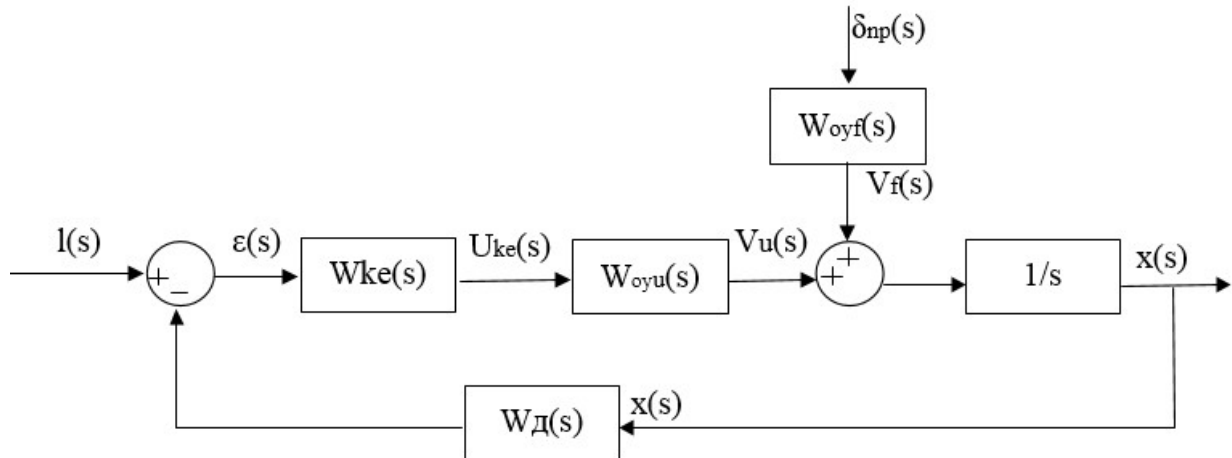 δnp(s)
Woyf(s)
Vf(s)
l(s)
ε(s)
Wke(s)
Uke(s)
Woyu(s)
Vu(s)
1/s
x(s)
+
−
+
+
Wд(s)
x(s)